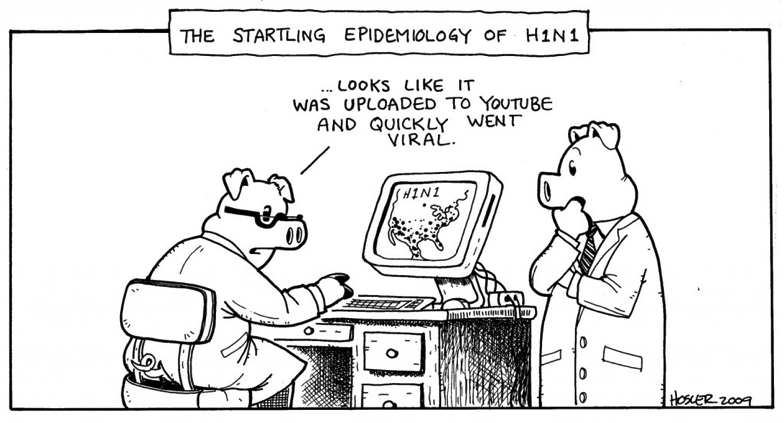 THE STARTLING EPIDEMIOLOGY OF H1N1
...LOOKS LIKE IT
WAS UPLOADED TO YOUTUBE
AND QUICKLY WENT
VIRAL.
H1N1
HOSLER 2009